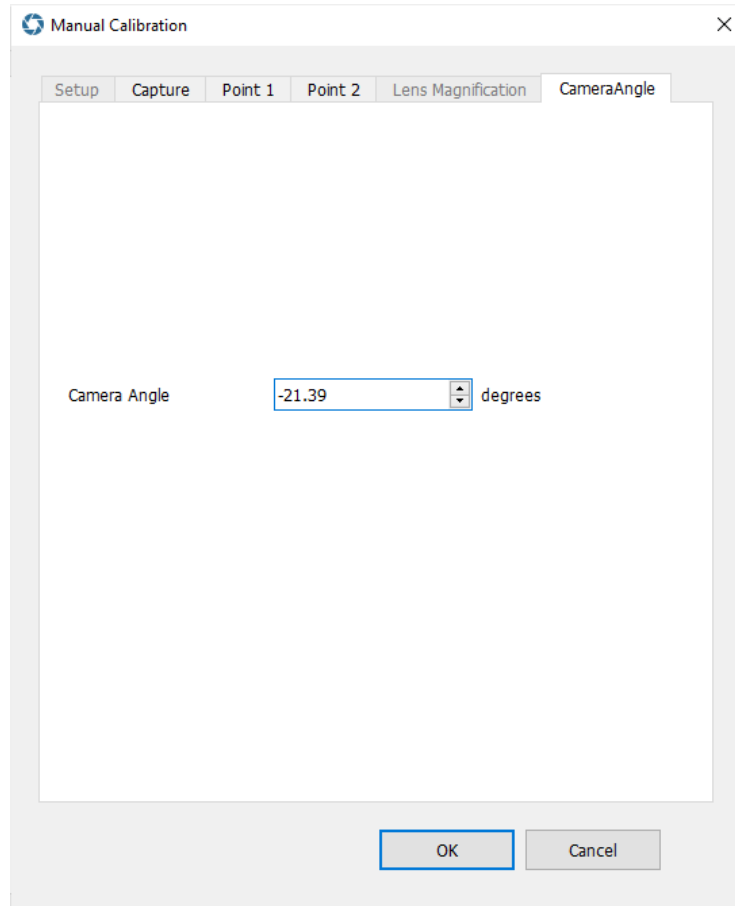 Manual Calibration
Setup Capture Point 1 Point 2 Lens Magnification CameraAngle
Camera Angle -21.39 degrees
OK Cancel